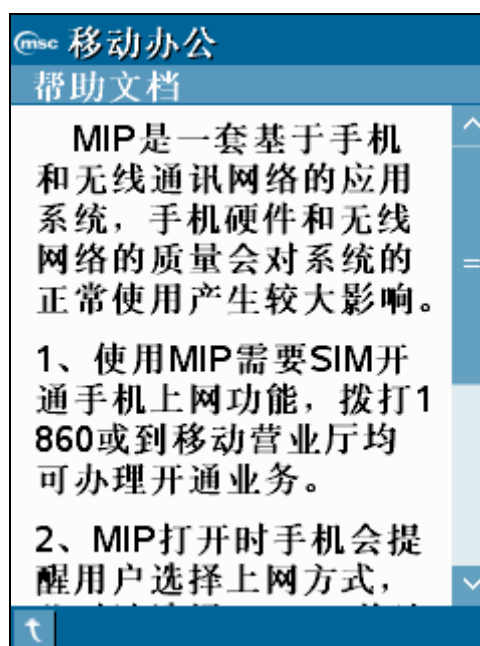 msc 移动办公
帮助文档
MIP是一套基于手机
和无线通讯网络的应用
系统，手机硬件和无线
网络的质量会对系统的
正常使用产生较大影响。
1、使用MIP需要SIM开
通手机上网功能，拨打1
860或到移动营业厅均
可办理开通业务。
2、MIP打开时手机会提
醒用户选择上网方式，